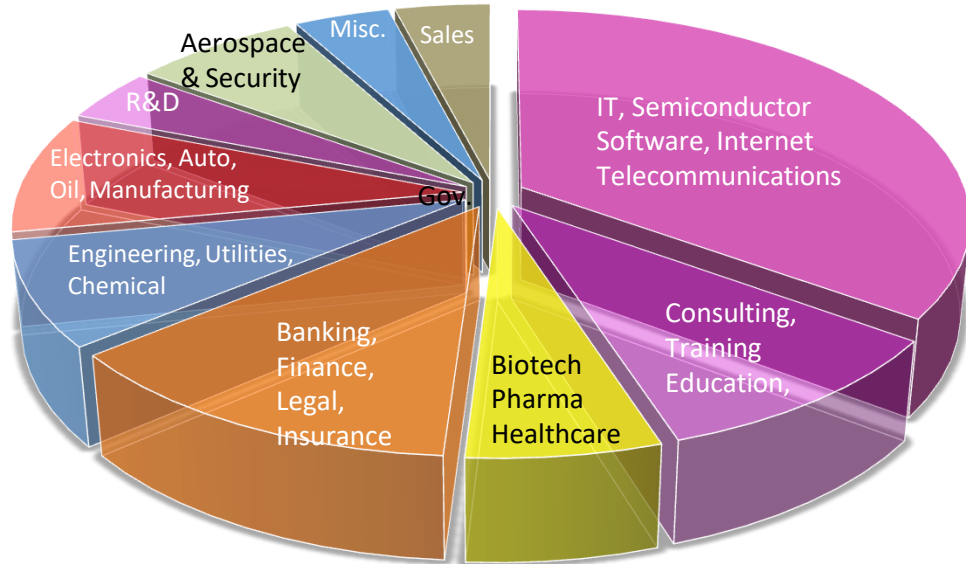 Misc.
Sales
Aerospace
& Security
R&D
IT, Semiconductor
Software, Internet
Telecommunications
Electronics, Auto,
Oil, Manufacturing
Gov.
Engineering, Utilities,
Chemical
Consulting,
Training
Education,
Banking,
Finance,
Legal,
Insurance
Biotech
Pharma
Healthcare